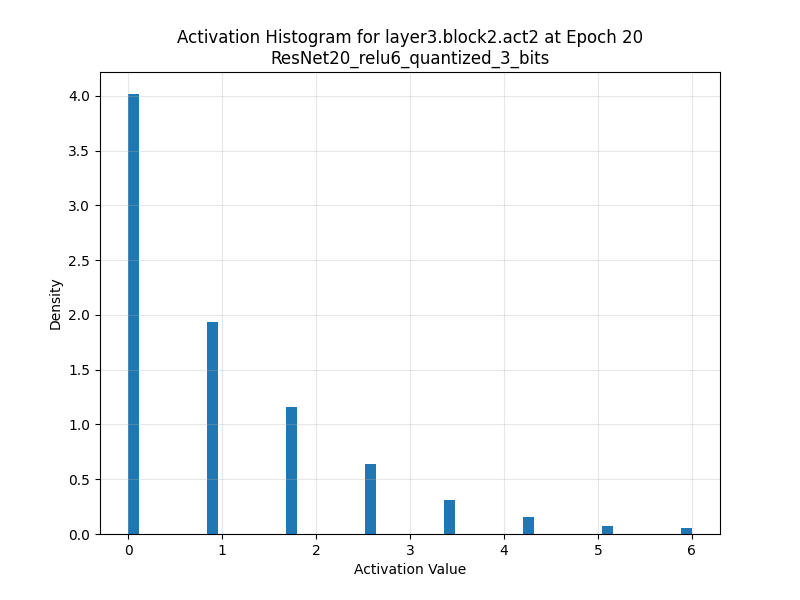 Activation Histogram for layer3.block2.act2 at Epoch 20
ResNet20_relu6_quantized_3_bits
4.0
3.5
3.0
2.5
2.0
1.5
1.0
0.5
0.0
Density
0 1 2 3 4 5 6
Activation Value